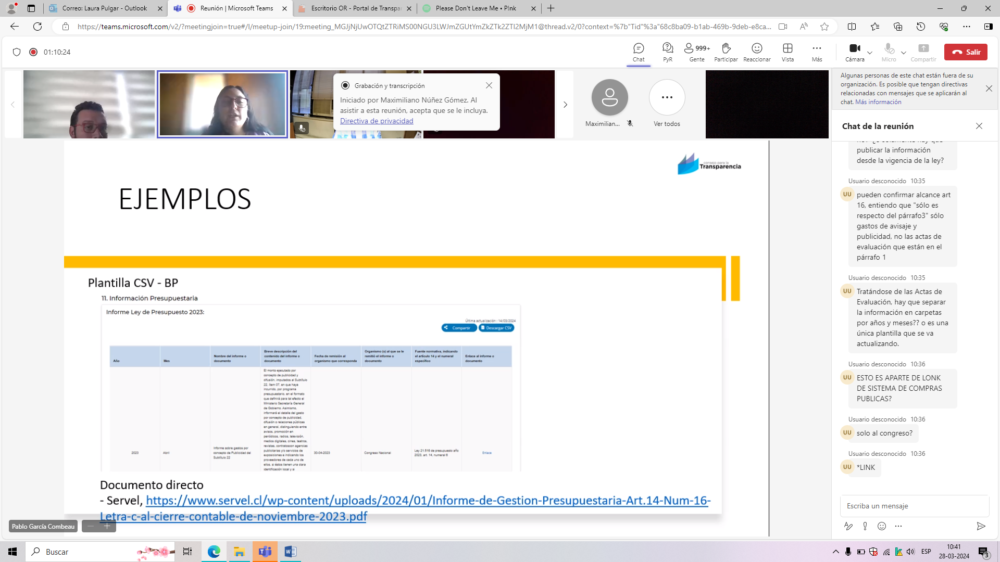 Correo: Laura Pulgar - Outlook
Reunión | Microsoft Teams
Escritorio OR - Portal de Transpa
Please Don't Leave Me • P!nk
https://teams.microsoft.com/v2/?meetingjoin=true#/l/meetup-join/19:meeting_MGJjNjUwOTQtZTRiMS00NGU3LWJmZGUtYmZkZTk2ZTI2MjM1@thread.v2/0?context=%7b"Tid"%3a"68c8ba09-b1ab-469b-9deb-e8ca...
01:10:24
Chat
PyR
999+
Gente
Participar
Reaccionar
Vista
Más
Cámara
Micro
Compartir
Salir
Grabación y transcripción
Iniciado por Maximiliano Núñez Gómez. Al
asistir a esta reunión, acepta que se le incluya.
Directiva de privacidad
Maximilian...
Ver todos
consejo para la
Transparencia
EJEMPLOS
Plantilla CSV - BP
11. Información Presupuestaria
Informe Ley de Presupuesto 2023:
Última actualización : 14/03/2024
Compartir
Descargar CSV
Año
Mes
Nombre del informe o
documento
Breve descripción del
contenido del informe o
documento
Fecha de remisión al
organismo que corresponda
Organismo (s) al que se le
remitió el informe o
documento
Fuente normativa, indicando
el artículo 14 y el numeral
específico
Enlace al informe o
documento
2023
Abril
Informe sobre gastos por
concepto de Publicidad del
Subtítulo 22
El monto ejecutado por
concepto de publicidad y
difusión, imputados al Subtítulo
22, ítem 07, en que haya
incurrido, por programa
presupuestario, en el formato
que definirá para tal efecto el
Ministerio Secretaría General
de Gobierno. Asimismo,
informará el detalle del gasto
por concepto de publicidad,
difusión o relaciones públicas
en general, distinguiendo entre
avisos, promoción en
periódicos, radios, televisión,
medios digitales, cines, teatros,
revistas, contratoscon agencias
publicitarias y/o servicios de
exposiciones e indicando los
proveedores de cada uno de
ellos, si éstos tienen una clara
identificación local y si
30-04-2023
Congreso Nacional
Ley 21.516 de presupuesto año
2023, art. 14, numeral 6
Enlace
Documento directo
- Servel, https://www.servel.cl/wp-content/uploads/2024/01/Informe-de-Gestion-Presupuestaria-Art.14-Num-16-
Letra-c-al-cierre-contable-de-noviembre-2023.pdf
Pablo García Combeau
Algunas personas de este chat están fuera de su
organización. Es posible que tengan directivas
relacionadas con mensajes que se aplicarán al
chat. Más información
Chat de la reunión
publicar la información
desde la vigencia de la ley?
Usuario desconocido 10:35
UU
pueden confirmar alcance art
16, entiendo que "sólo es
respecto del párrafo3" sólo
gastos de avisaje y
publicidad, no las actas de
evaluación que están en el
párrafo 1
Usuario desconocido 10:35
UU
Tratándose de las Actas de
Evaluación, hay que separar
la información en carpetas
por años y meses?? o es una
única plantilla que se va
actualizando.
Usuario desconocido 10:36
UU
ESTO ES APARTE DE LONK
DE SISTEMA DE COMPRAS
PUBLICAS?
Usuario desconocido 10:36
UU
solo al congreso?
Usuario desconocido 10:36
UU
*LINK
Escriba un mensaje
Buscar
ESP
10:41
28-03-2024
3